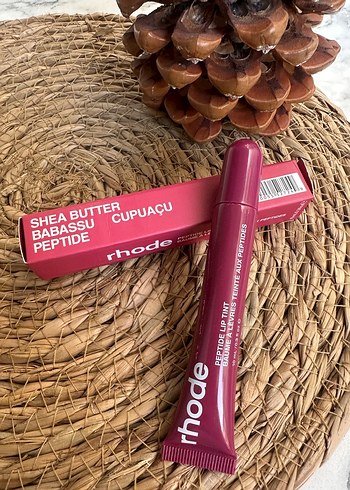 SHEA BUTTER
BABASSU CUPUAÇU
PEPTIDE
rhode
rhode
PEPTIDE LIP TINT
BAUME À LÈVRES TEINTÉ AUX PEPTIDES